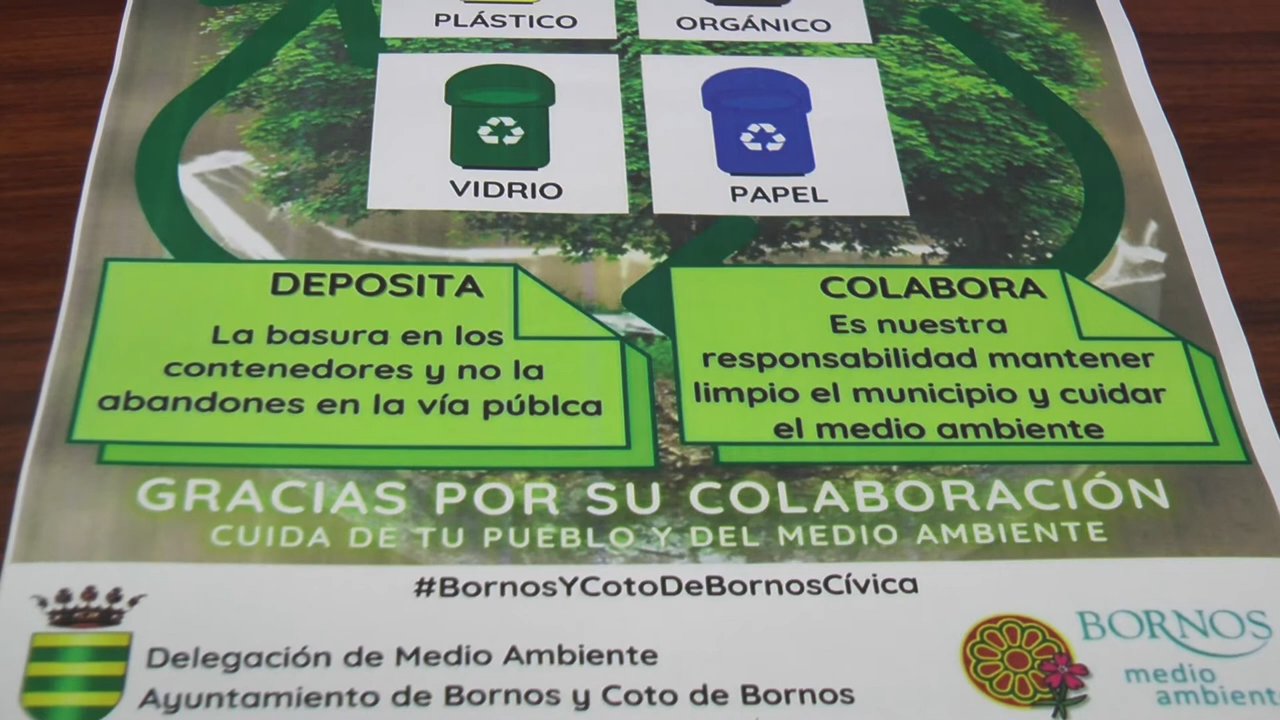 PLÁSTICO
ORGÁNICO
VIDRIO
PAPEL
DEPOSITA
La basura en los
contenedores y no la
abandones en la vía públca
COLABORA
Es nuestra
responsabilidad mantener
limpio el municipio y cuidar
el medio ambiente
GRACIAS POR SU COLABORACIÓN
CUIDA DE TU PUEBLO Y DEL MEDIO AMBIENTE
#BornosYCotoDeBornosCívica
Delegación de Medio Ambiente
Ayuntamiento de Bornos y Coto de Bornos
BORNOS
medio
ambient